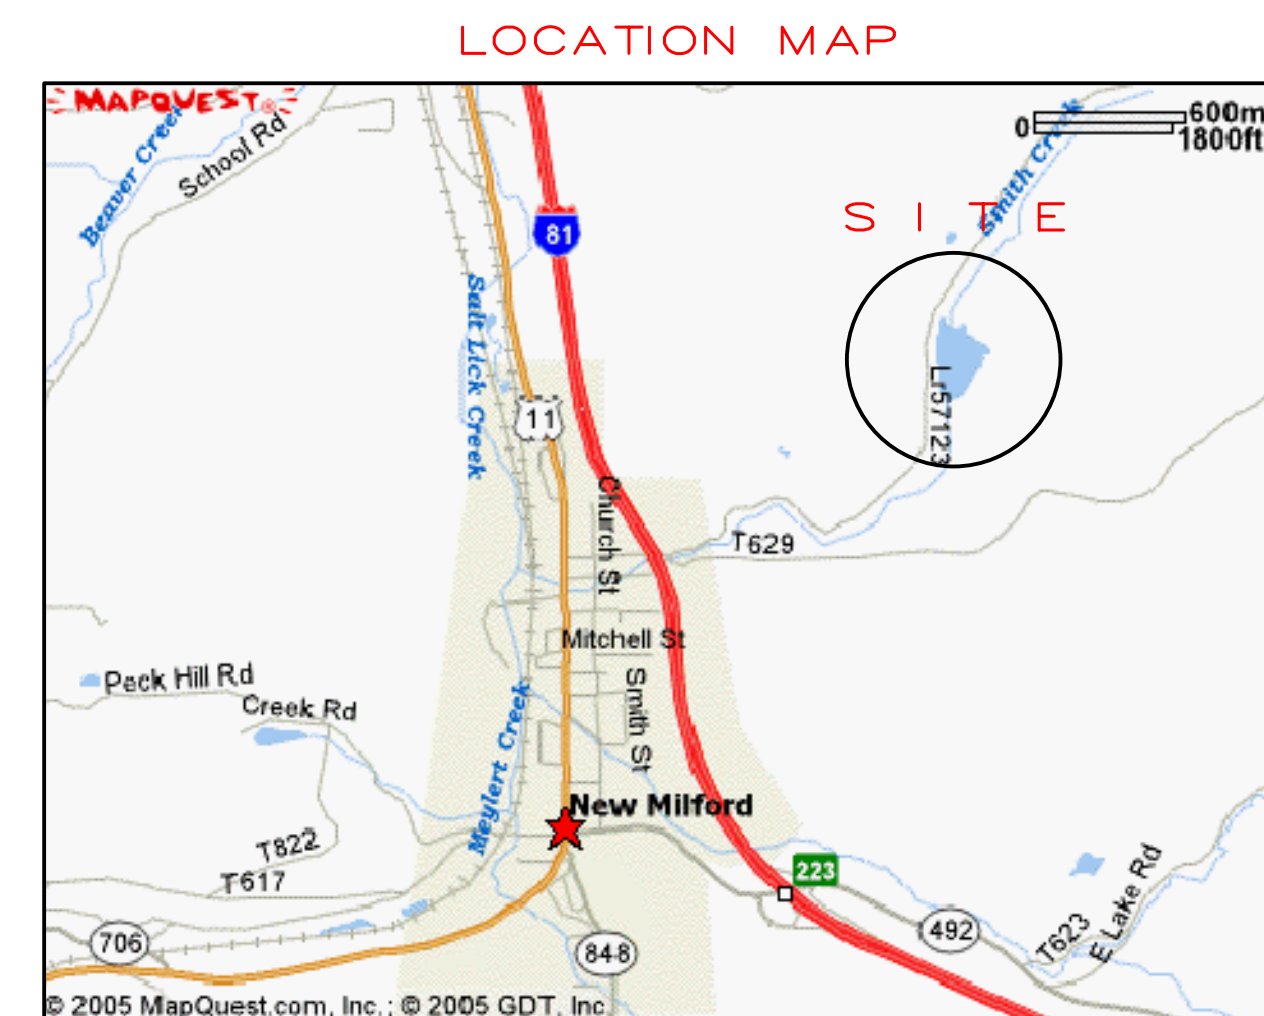 LOCATION MAP
MAPQUEST
0
600m
1800ft
Beaver Creek
School Rd
Smith Creek
SITE
81
Salt Lick Creek
Lr57123
11
Church St
T629
Mitchell St
Peck Hill Rd
Smith St
Creek Rd
Meylert Creek
New Milford
T822
223
T617
E Lake Rd
706
492
T623
848
© 2005 MapQuest.com, Inc.; © 2005 GDT, Inc.